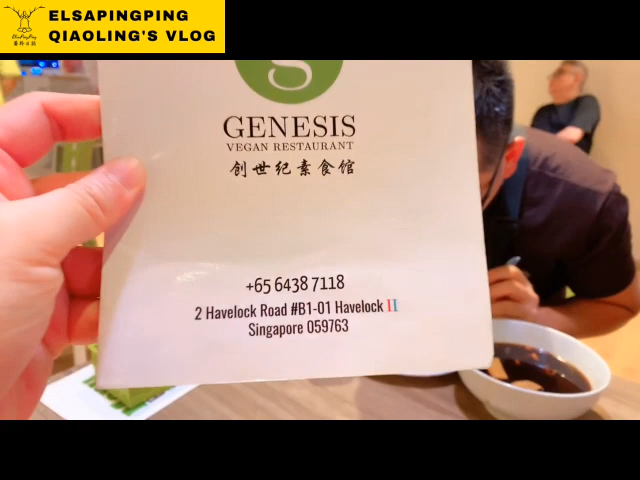 ELSAPINGPING
QIAOLING'S VLOG
GENESIS
VEGAN RESTAURANT
创世纪素食馆
+65 6438 7118
2 Havelock Road #B1-01 Havelock II
Singapore 059763